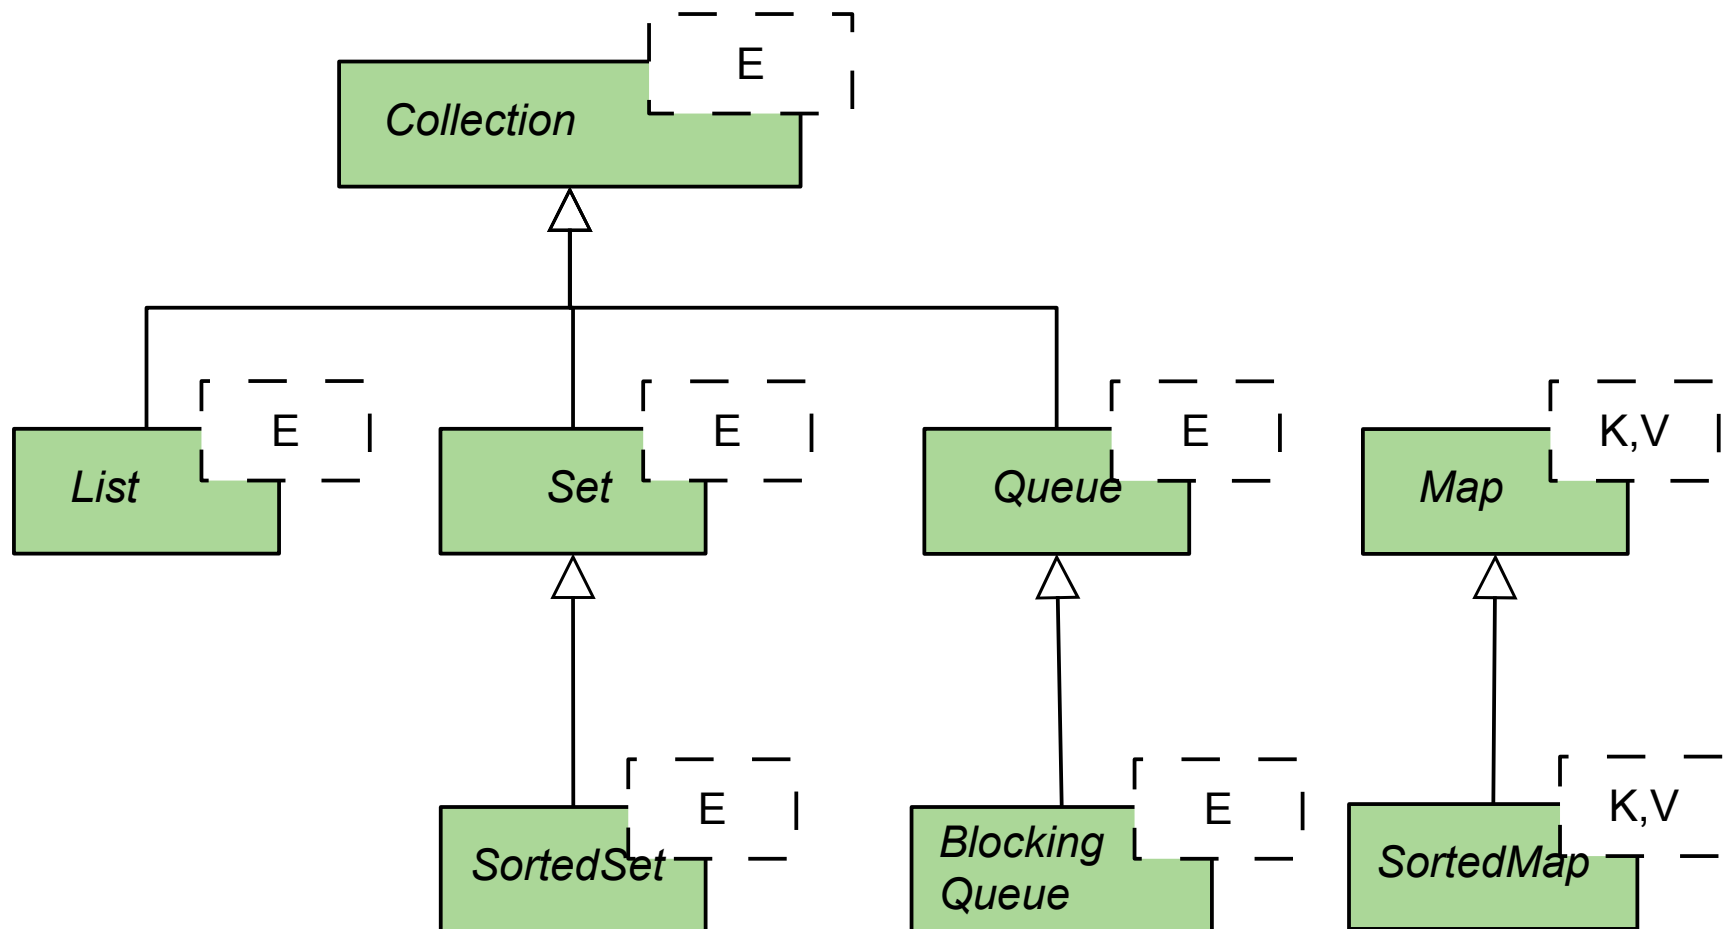 E
Collection
E
List
E
Set
E
Queue
K,V
Map
E
SortedSet
E
Blocking
Queue
K,V
SortedMap